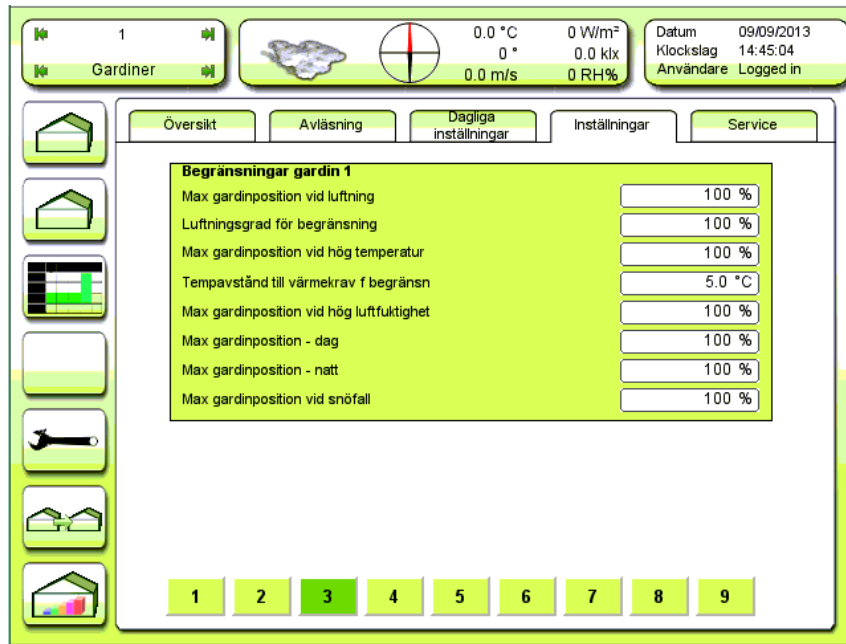 1
Gardiner
0.0 °C
0 W/m²
0 °
0.0 klx
0.0 m/s
0 RH%
Datum 09/09/2013
Klockslag 14:45:04
Användare Logged in
Översikt
Avläsning
Dagliga
inställningar
Inställningar
Service
Begränsningar gardin 1
Max gardinposition vid luftning 100 %
Luftningsgrad för begränsning 100 %
Max gardinposition vid hög temperatur 100 %
Tempavstånd till värmekrav f begränsn 5.0 °C
Max gardinposition vid hög luftfuktighet 100 %
Max gardinposition - dag 100 %
Max gardinposition - natt 100 %
Max gardinposition vid snöfall 100 %
1 2 3 4 5 6 7 8 9